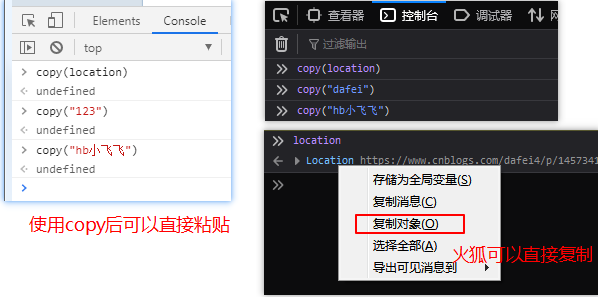 Elements Console
top
copy(location)
undefined
copy("123")
undefined
copy("hb小飞飞")
undefined
使用copy后可以直接粘贴
查看器 控制台 调试器
过滤输出
copy(location)
copy("dafei")
copy("hb小飞飞")
location
Location https://www.cnblogs.com/dafei4/p/1457341
存储为全局变量(S)
复制消息(C)
复制对象(O)
选择全部(A)
导出可见消息到
火狐可以直接复制